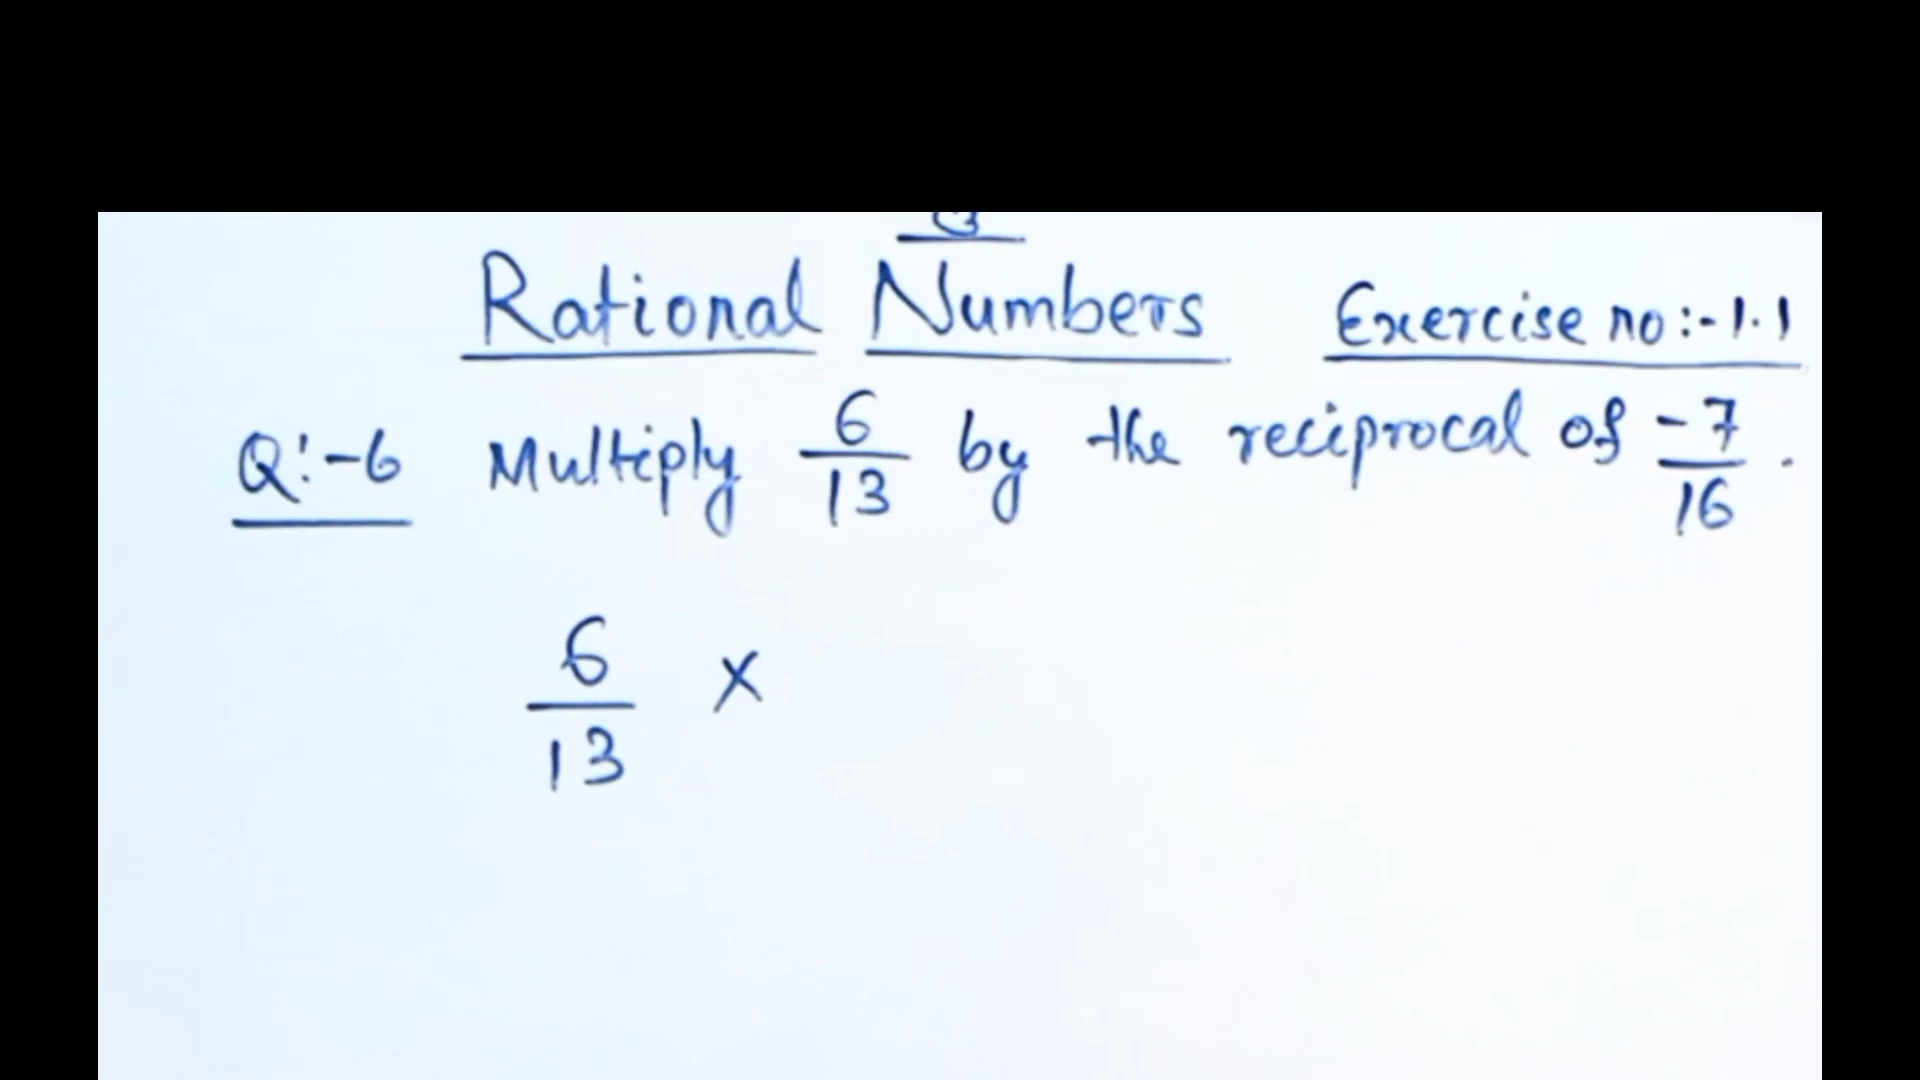 Rational Numbers Exercise no:-1.1
Q:-6 Multiply 6/13 by the reciprocal of -7/16.
6/13 ×